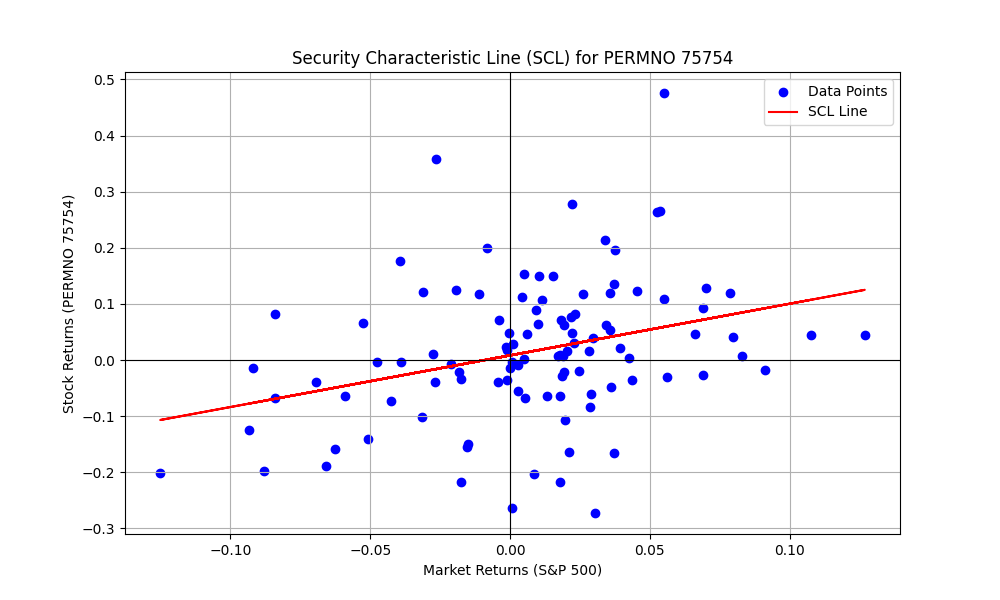 Security Characteristic Line (SCL) for PERMNO 75754
Data Points
SCL Line
Stock Returns (PERMNO 75754)
0.5
0.4
0.3
0.2
0.1
0.0
−0.1
−0.2
−0.3
−0.10
−0.05
0.00
0.05
0.10
Market Returns (S&P 500)